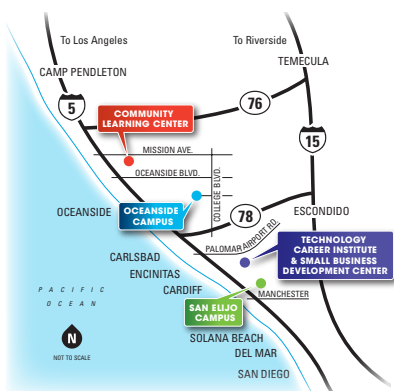 To Los Angeles
To Riverside
TEMECULA
CAMP PENDLETON
5
76
COMMUNITY
LEARNING CENTER
15
MISSION AVE.
OCEANSIDE BLVD.
COLLEGE BLVD.
OCEANSIDE
OCEANSIDE
CAMPUS
78
ESCONDIDO
PALOMAR AIRPORT RD.
TECHNOLOGY
CAREER INSTITUTE
& SMALL BUSINESS
DEVELOPMENT CENTER
CARLSBAD
ENCINITAS
CARDIFF
PACIFIC
OCEAN
MANCHESTER
SAN ELIJO
CAMPUS
N
NOT TO SCALE
SOLANA BEACH
DEL MAR
SAN DIEGO